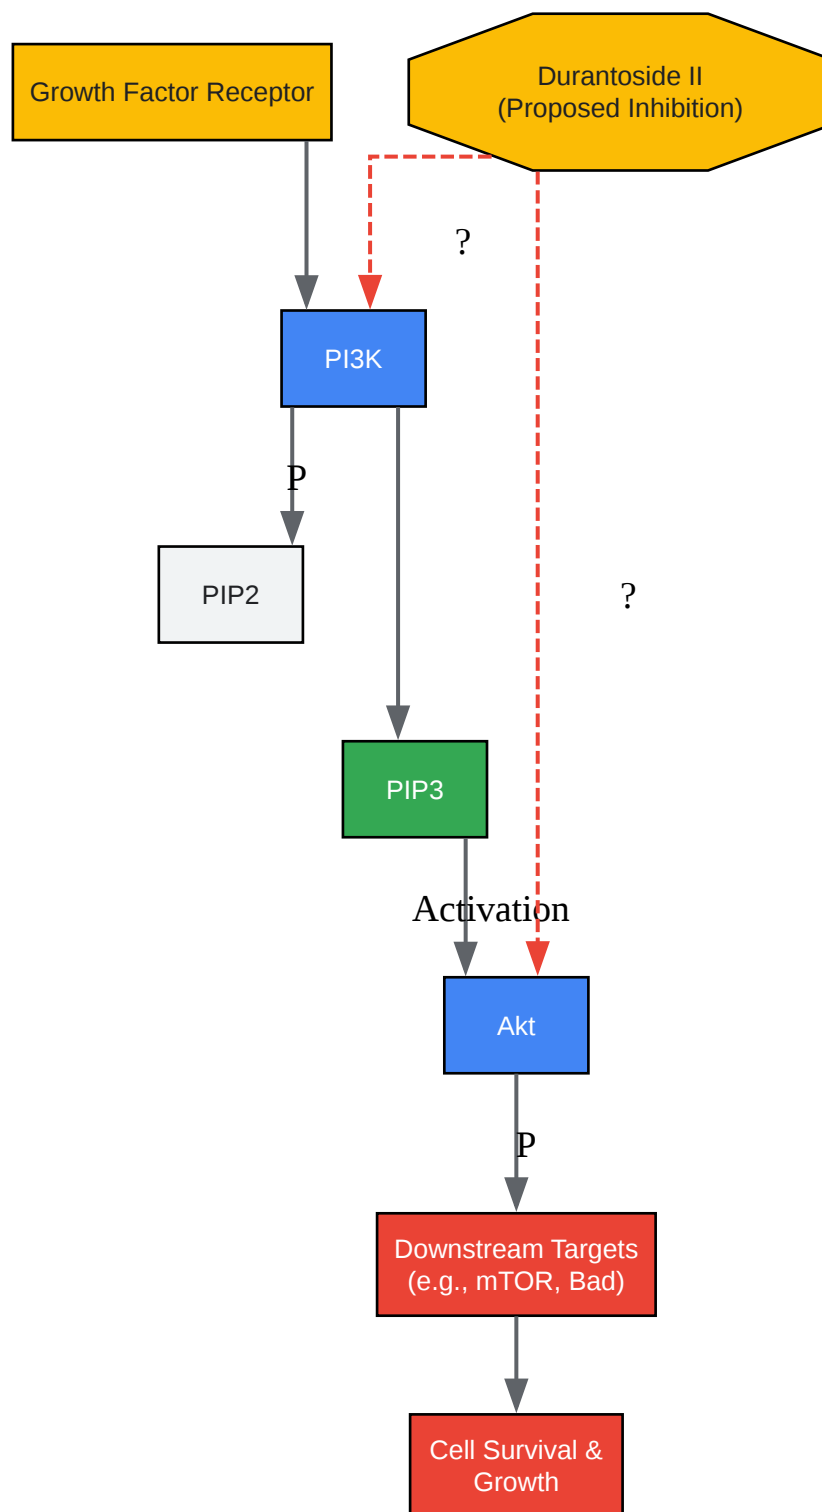 Growth Factor Receptor
Durantoside II
(Proposed Inhibition)
?
PI3K
P
PIP2
?
PIP3
Activation
Akt
P
Downstream Targets
(e.g., mTOR, Bad)
Cell Survival &
Growth